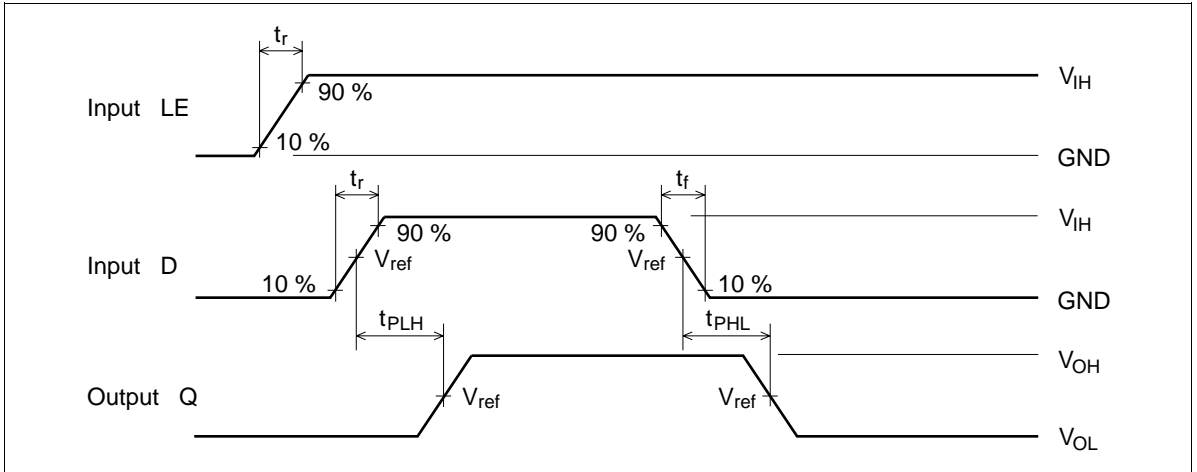 tr
VIH
90 %
Input LE
10 %
GND
tr
tf
VIH
90 %
90 %
Vref
Vref
Input D
10 %
10 %
GND
tPLH
tPHL
VOH
Output Q
Vref
Vref
VOL